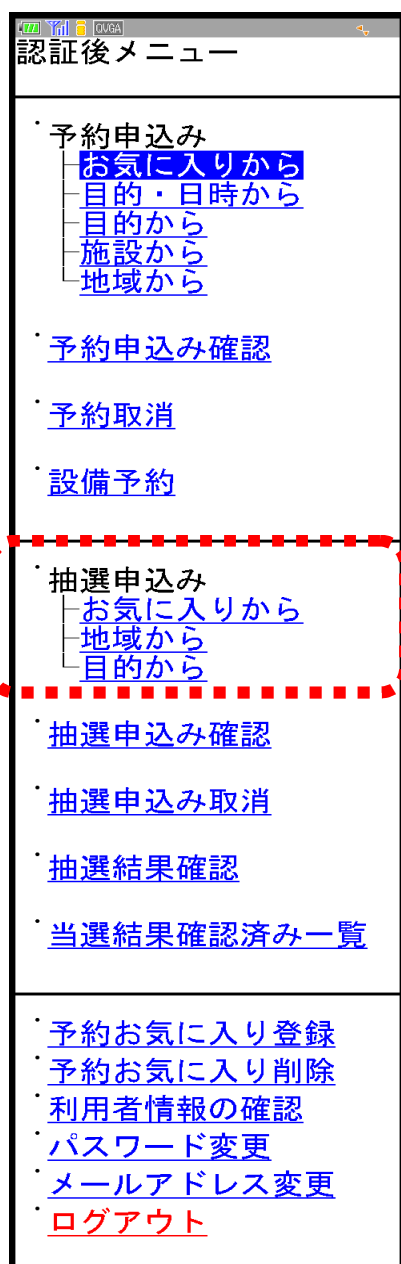 QVGA
認証後メニュー
予約申込み
お気に入りから
目的・日時から
目的から
施設から
地域から
予約申込み確認
予約取消
設備予約
抽選申込み
お気に入りから
地域から
目的から
抽選申込み確認
抽選申込み取消
抽選結果確認
当選結果確認済み一覧
予約お気に入り登録
予約お気に入り削除
利用者情報の確認
パスワード変更
メールアドレス変更
ログアウト